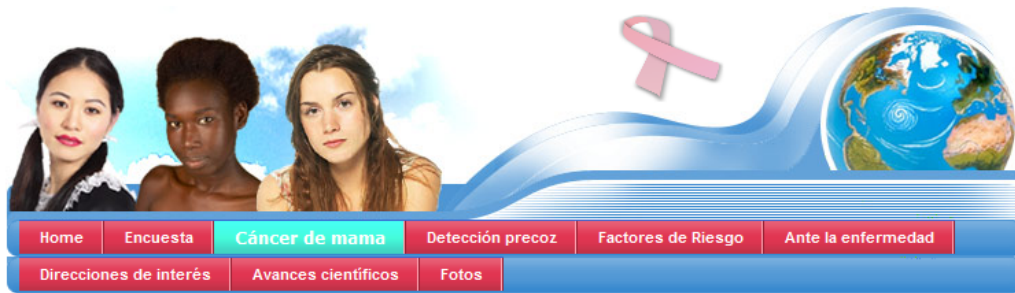 Home Encuesta Cáncer de mama Detección precoz Factores de Riesgo Ante la enfermedad
Direcciones de interés Avances científicos Fotos